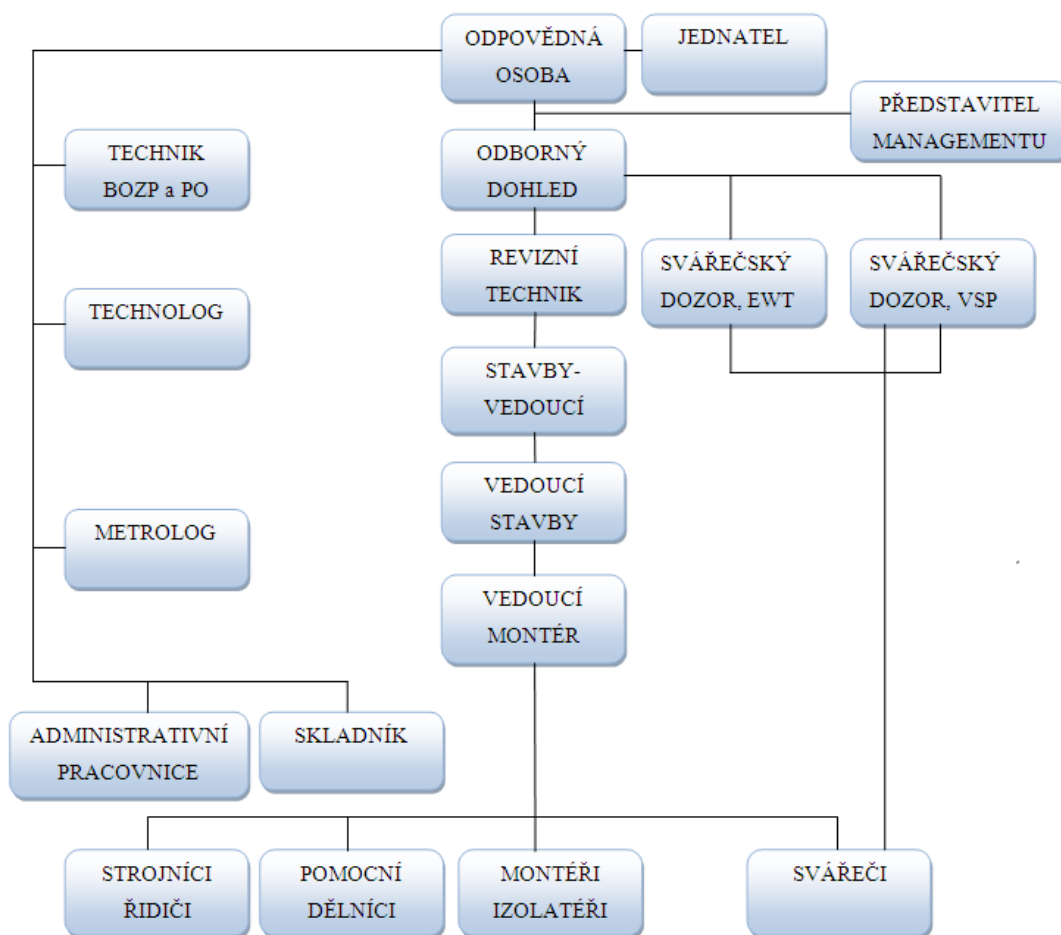 ODPOVĚDNÁ
OSOBA
JEDNATEL
PŘEDSTAVITEL
MANAGEMENTU
TECHNIK
BOZP a PO
ODBORNÝ
DOHLED
REVIZNÍ
TECHNIK
SVÁŘEČSKÝ
DOZOR, EWT
SVÁŘEČSKÝ
DOZOR, VSP
TECHNOLOG
STAVBY-
VEDOUCÍ
VEDOUCÍ
STAVBY
METROLOG
VEDOUCÍ
MONTÉR
ADMINISTRATIVNÍ
PRACOVNICE
SKLADNÍK
STROJNÍCI
ŘIDIČI
POMOCNÍ
DĚLNÍCI
MONTÉŘI
IZOLATÉŘI
SVÁŘEČI